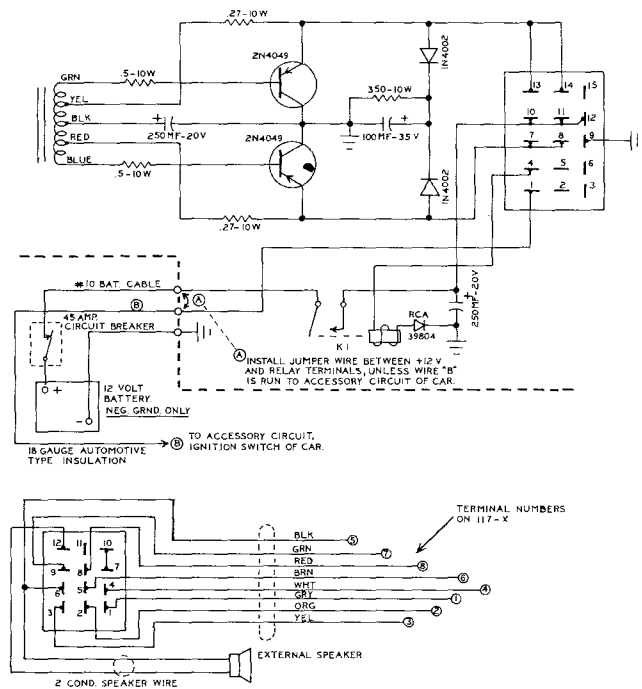 .27-10W
2N4049
1N4002
GRN
.5-10W
YEL
350-10W
BLK
250MF-20V
+
100MF-35V
+
RED
2N4049
BLUE
.5-10W
1N4002
.27-10W
13 14 15
10 11 12
7 8 9
4 5 6
1 2 3
#10 BAT. CABLE
A
B
45 AMP.
CIRCUIT BREAKER
K1
RCA
39804
+
250MF-20V
A INSTALL JUMPER WIRE BETWEEN +12 V
AND RELAY TERMINALS, UNLESS WIRE "B"
IS RUN TO ACCESSORY CIRCUIT OF CAR.
+
12 VOLT
BATTERY.
NEG. GRND. ONLY
-
18 GAUGE AUTOMOTIVE
TYPE INSULATION
B TO ACCESSORY CIRCUIT,
IGNITION SWITCH OF CAR.
TERMINAL NUMBERS
ON 117-X
12 11 10
9 8 7
6 5 4
3 2 1
BLK 5
GRN 7
RED 8
BRN 6
WHT 4
GRY 1
ORG 2
YEL 3
EXTERNAL SPEAKER
2 COND. SPEAKER WIRE